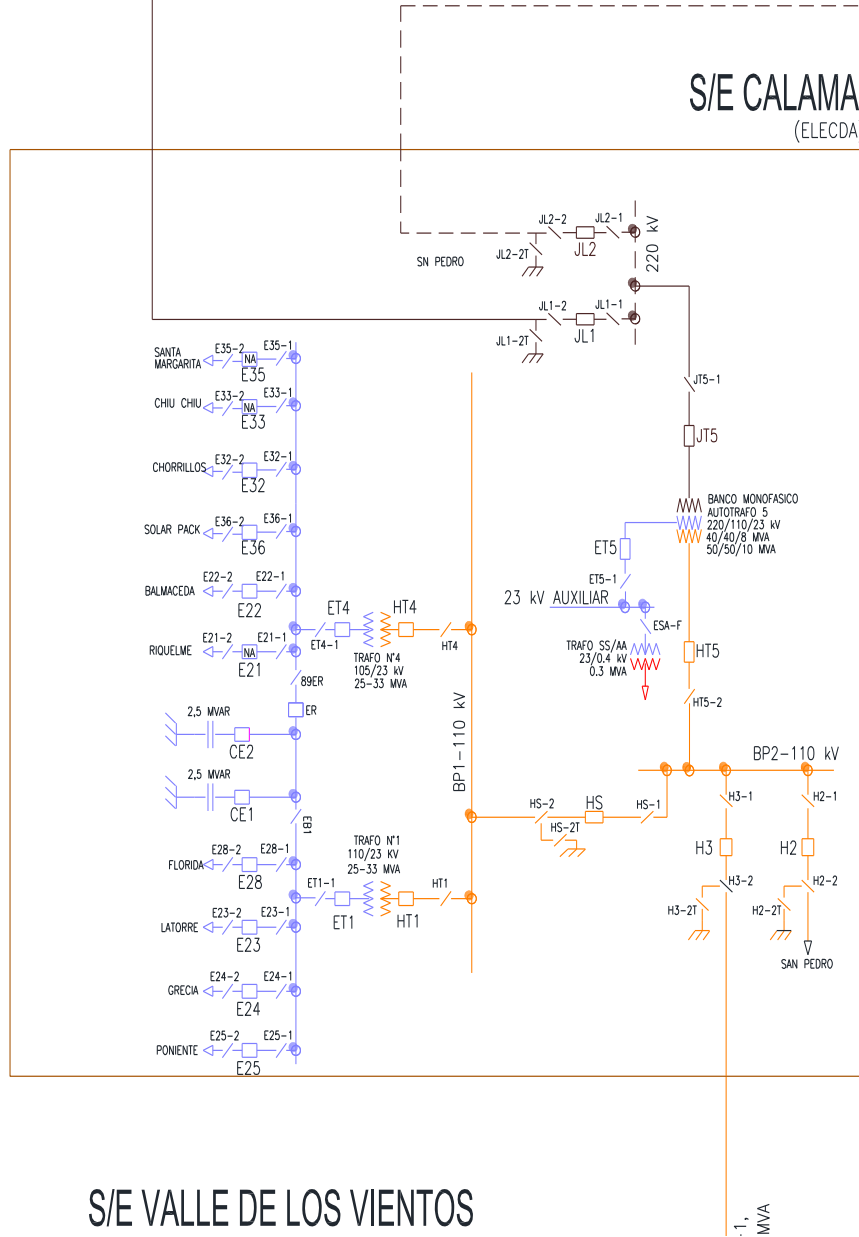 S/E CALAMA
(ELECDA)
JL2-2
JL2-1
JL2
JL2-2T
SN PEDRO
220 kV
JL1-2
JL1-1
JL1
JL1-2T
SANTA
MARGARITA
E35-2
E35-1
NA
E35
CHIU CHIU
E33-2
E33-1
NA
E33
CHORRILLOS
E32-2
E32-1
E32
SOLAR PACK
E36-2
E36-1
E36
BALMACEDA
E22-2
E22-1
E22
RIQUELME
E21-2
E21-1
NA
E21
ET4
ET4-1
HT4
HT4
TRAFO N°4
105/23 kV
25-33 MVA
89ER
ER
2,5 MVAR
CE2
2,5 MVAR
CE1
EB1
FLORIDA
E28-2
E28-1
E28
LATORRE
E23-2
E23-1
E23
GRECIA
E24-2
E24-1
E24
PONIENTE
E25-2
E25-1
E25
TRAFO N°1
110/23 KV
25-33 MVA
ET1-1
ET1
HT1
HT1
BP1-110 kV
JT5-1
JT5
BANCO MONOFASICO
AUTOTRAFO 5
220/110/23 kV
40/40/8 MVA
50/50/10 MVA
ET5
ET5-1
23 kV AUXILIAR
ESA-F
TRAFO SS/AA
23/0.4 kV
0.3 MVA
HT5
HT5-2
BP2-110 kV
HS-2
HS
HS-1
HS-2T
H3-1
H3
H3-2
H3-2T
H2-1
H2
H2-2
H2-2T
SAN PEDRO
S/E VALLE DE LOS VIENTOS
1,
MVA